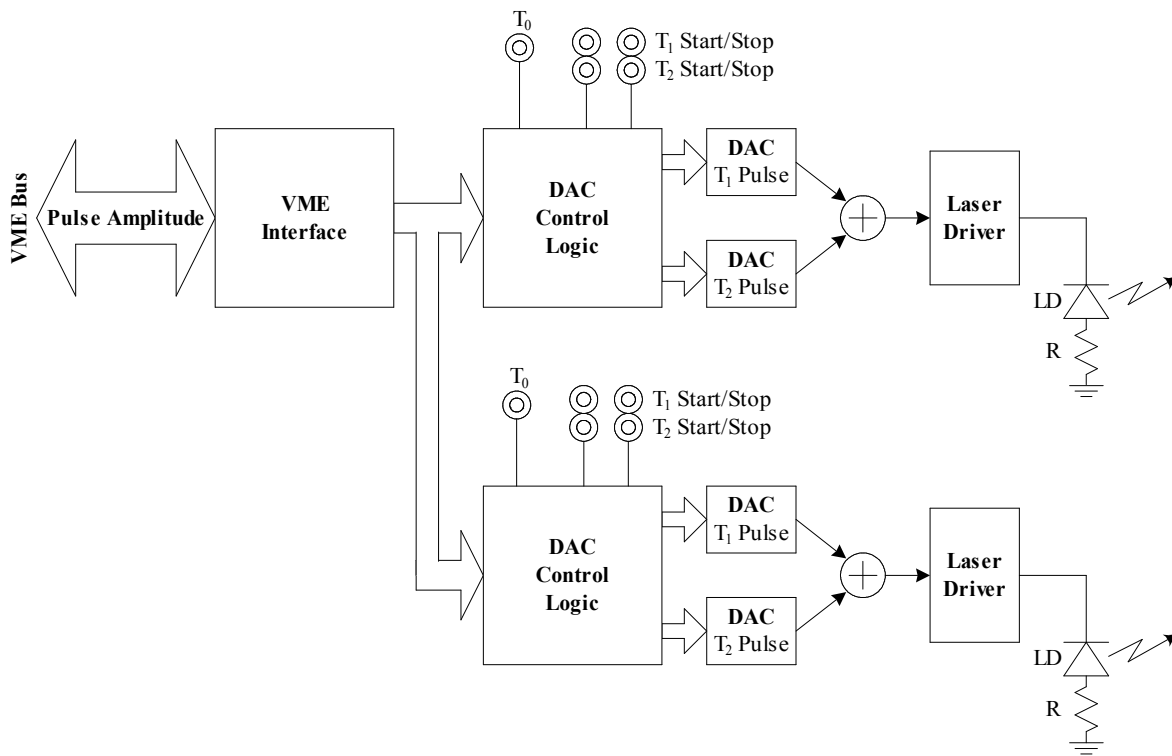 T0
T1 Start/Stop
T2 Start/Stop
VME Bus
Pulse Amplitude
VME
Interface
DAC
Control
Logic
DAC
T1 Pulse
DAC
T2 Pulse
Laser
Driver
LD
R
T0
T1 Start/Stop
T2 Start/Stop
DAC
Control
Logic
DAC
T1 Pulse
DAC
T2 Pulse
Laser
Driver
LD
R